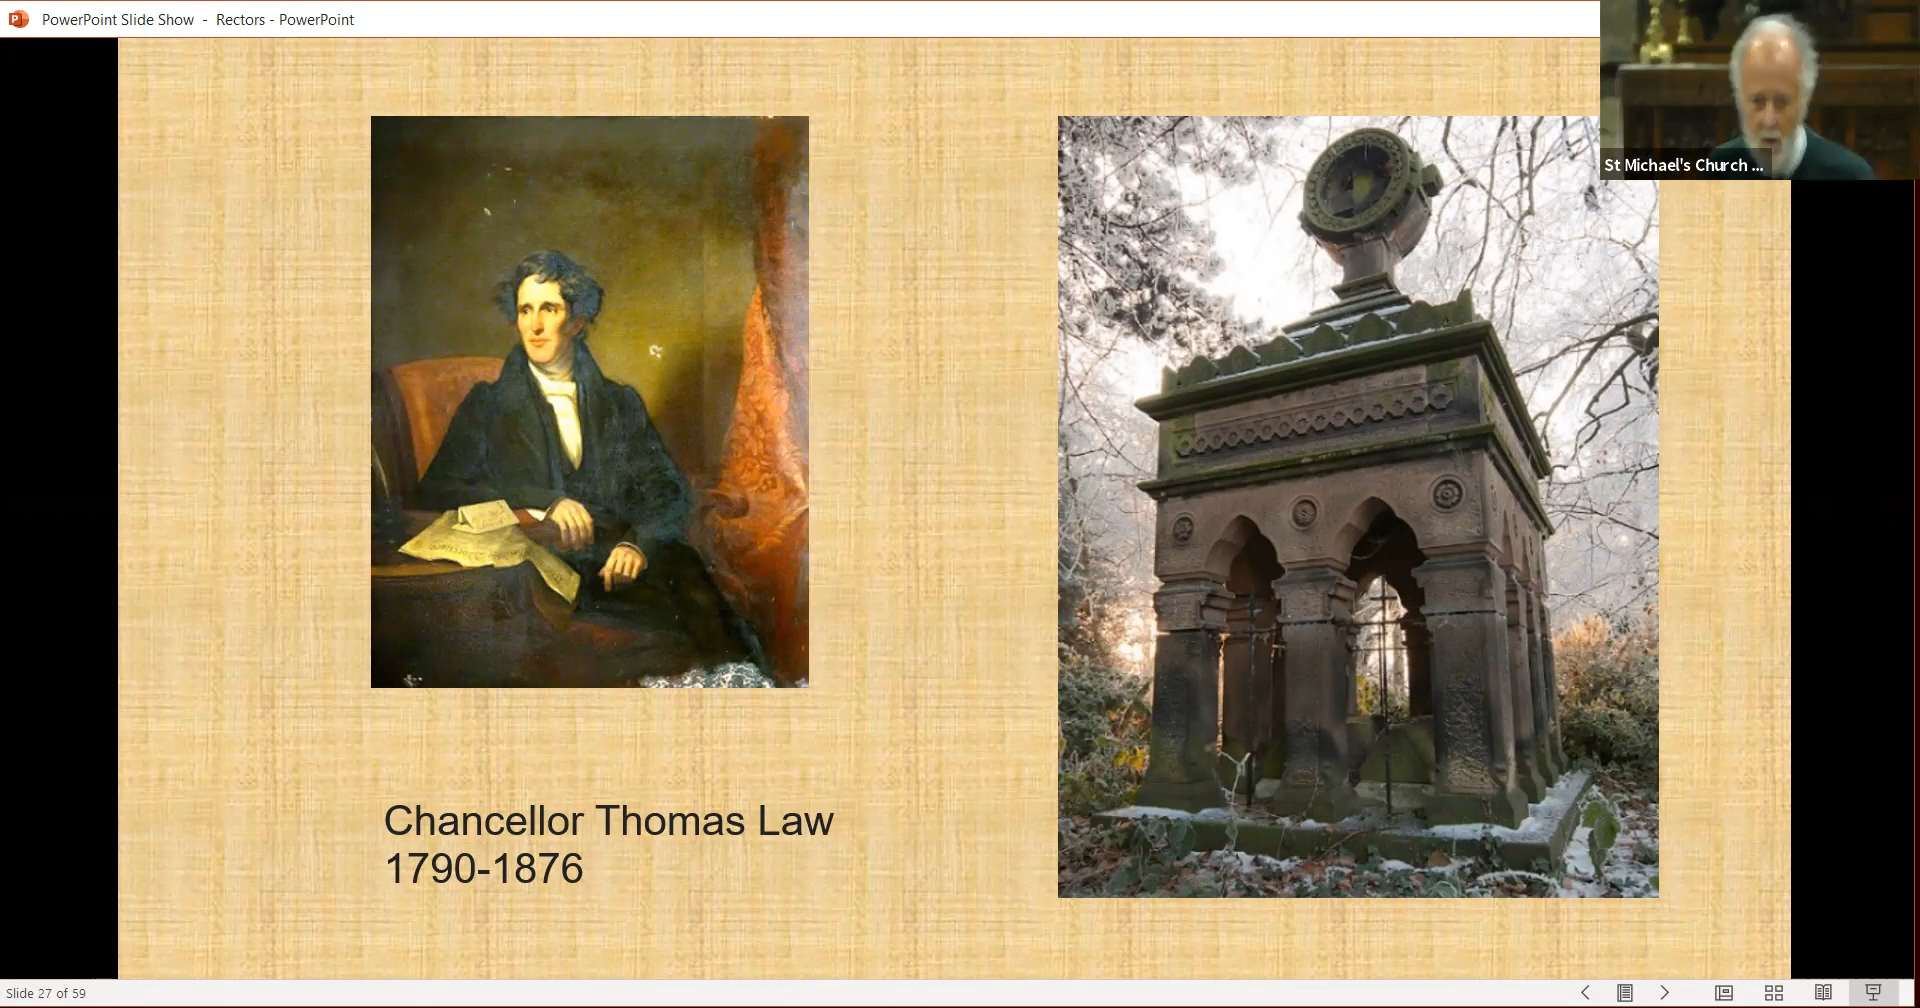 PowerPoint Slide Show - Rectors - PowerPoint
St Michael's Church ...
Chancellor Thomas Law
1790-1876
Slide 27 of 59